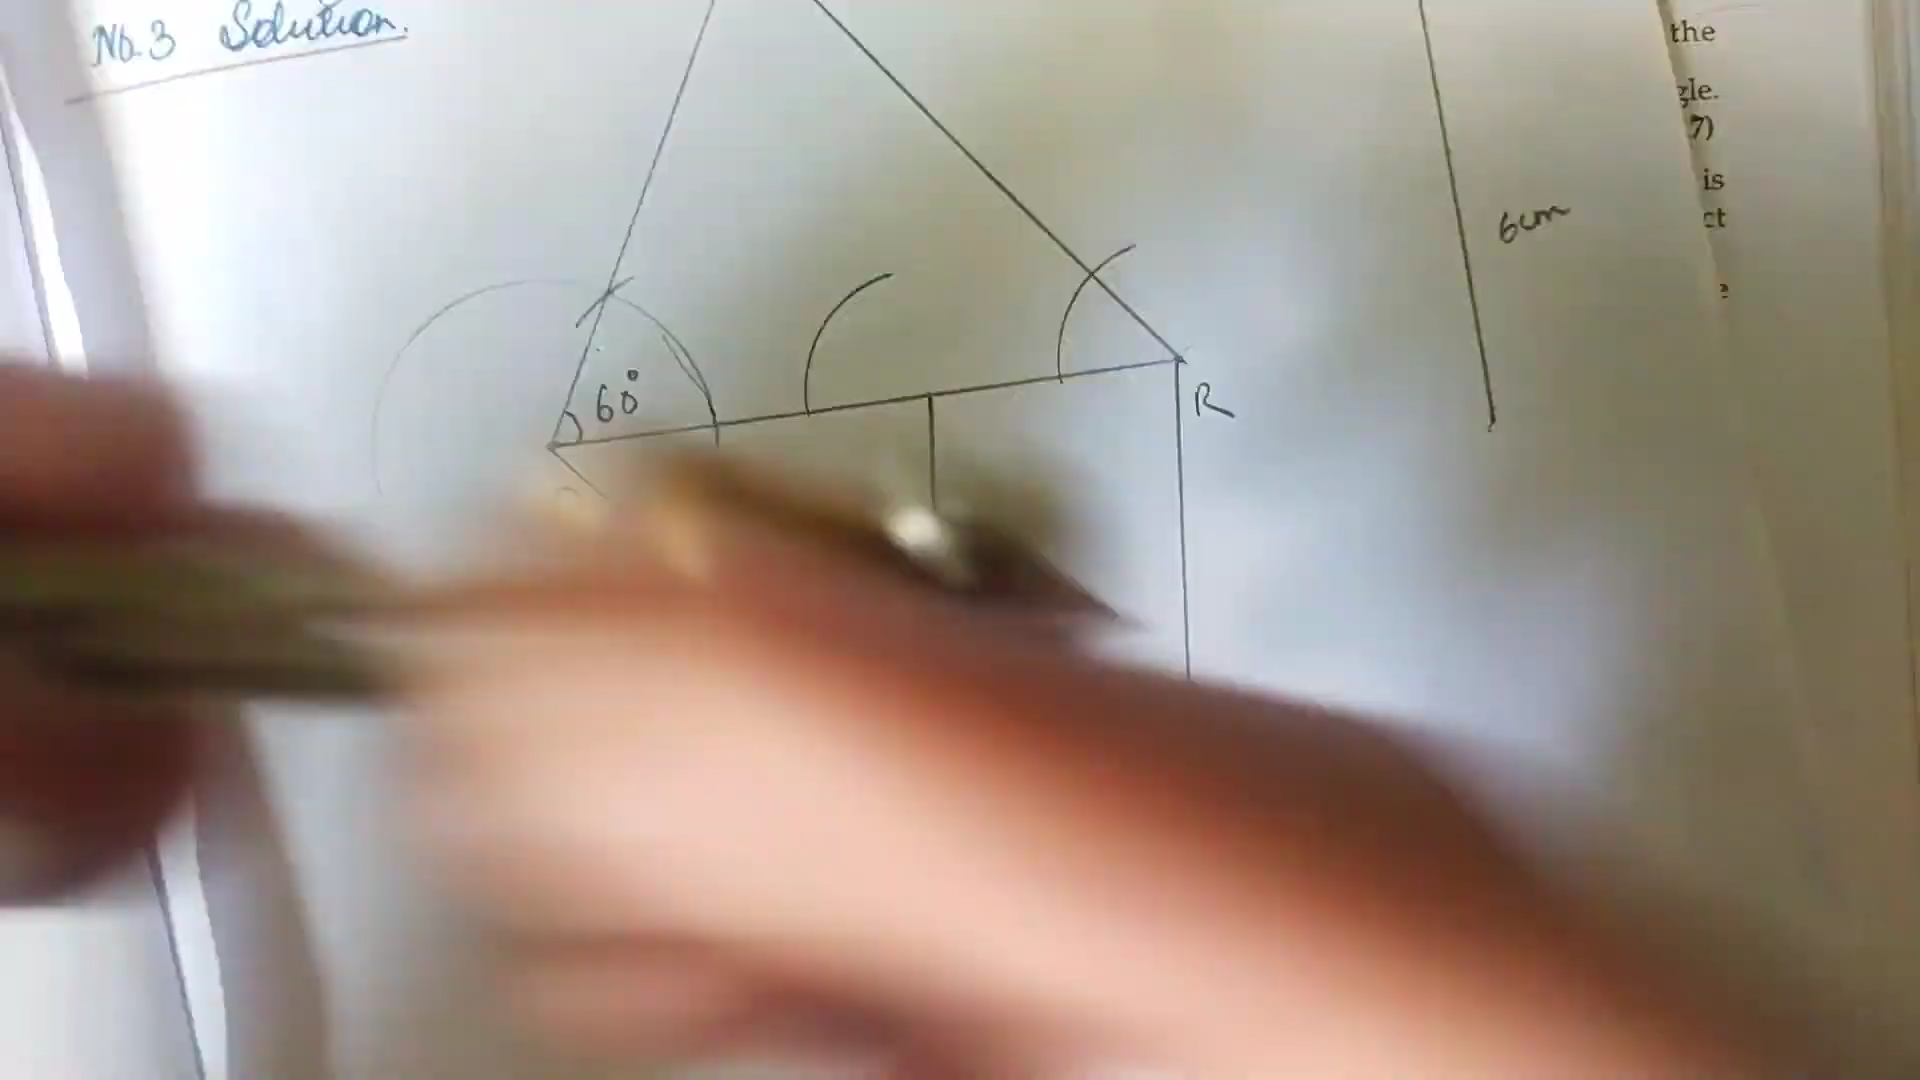 No.3 Solution.
the
gle.
7)
is
6cm
ct
60°
R